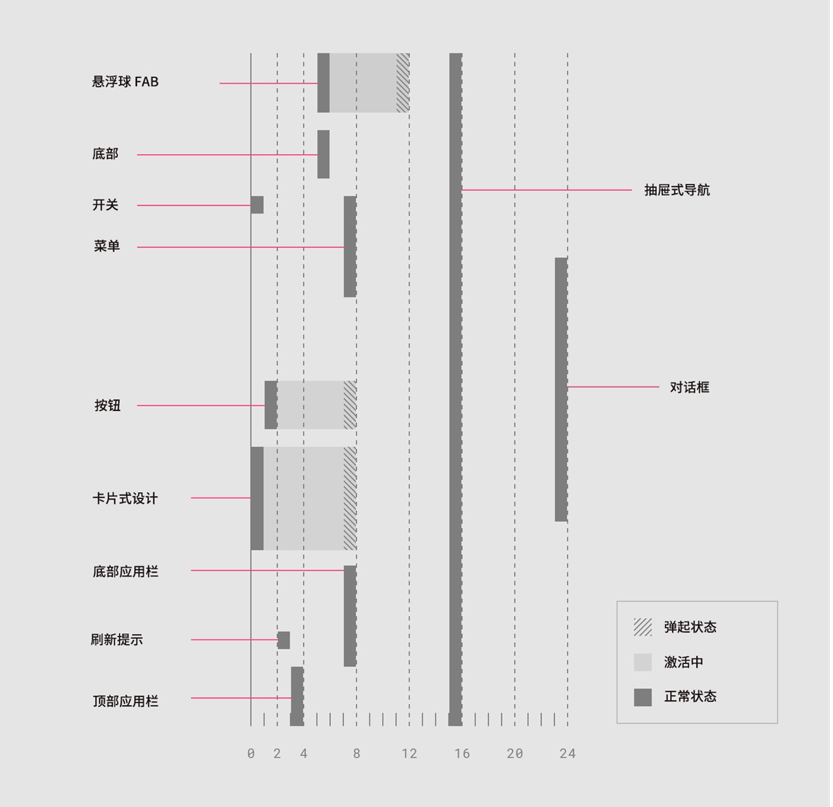 悬浮球 FAB
底部
开关
菜单
按钮
卡片式设计
底部应用栏
刷新提示
顶部应用栏
抽屉式导航
对话框
弹起状态
激活中
正常状态
0 2 4 8 12 16 20 24